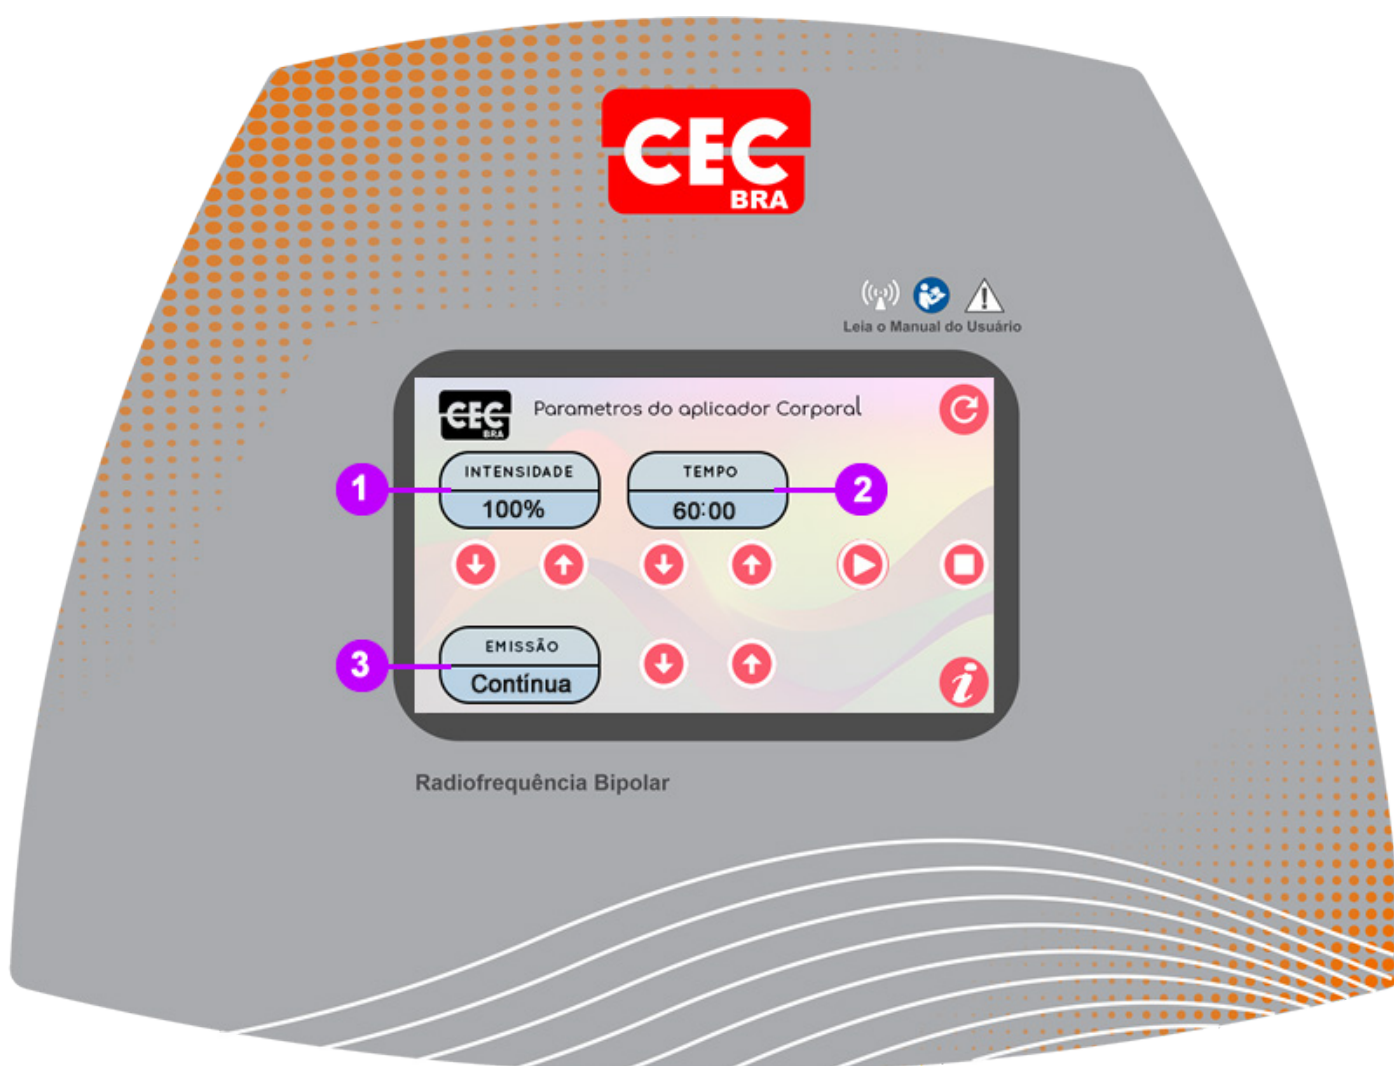 CEC
BRA
Leia o Manual do Usuário
CEC
BRA
Parametros do aplicador Corporal
INTENSIDADE
TEMPO
1
100%
60:00
2
EMISSÃO
3
Contínua
i
Radiofrequência Bipolar